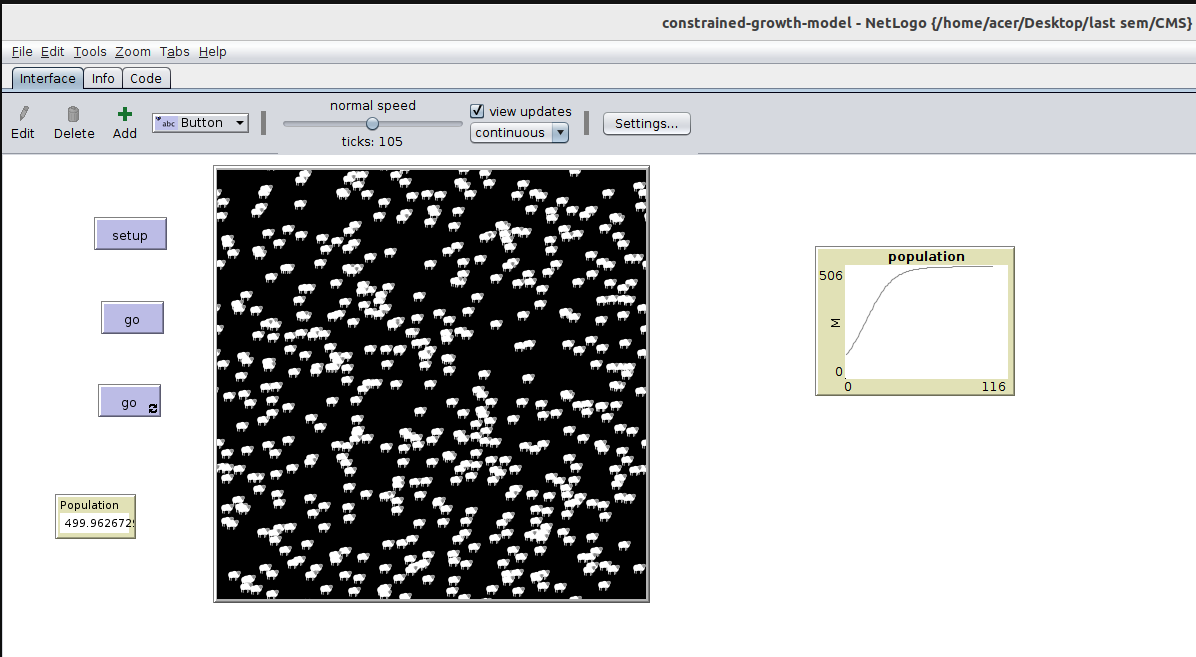 constrained-growth-model - NetLogo {/home/acer/Desktop/last sem/CMS}
File Edit Tools Zoom Tabs Help
Interface Info Code
normal speed
view updates
Edit Delete Add abc Button continuous Settings...
ticks: 105
setup
go
go
Population
499.9626729
population
506
M
0
0 116